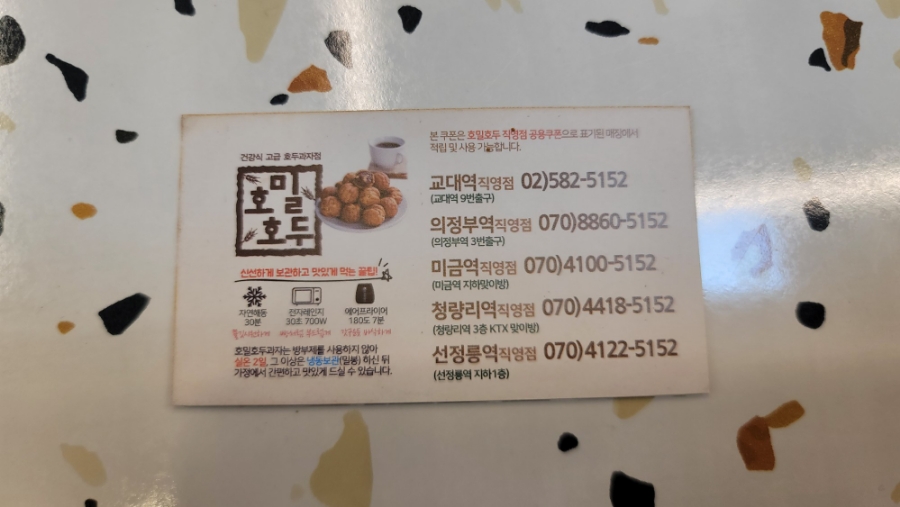 건강식 고급 호두과자점
호밀
호두
신선하게 보관하고 맛있게 먹는 꿀팁!
자연해동
30분
전자레인지
30초 700W
에어프라이어
180도 7분
호밀호두과자는 방부제를 사용하지 않아
실온 2일, 그 이상은 냉동보관(밀봉) 하신 뒤
가정에서 간편하고 맛있게 드실 수 있습니다.
본 쿠폰은 호밀호두 직영점 공용쿠폰으로 표기된 매장에서
적립 및 사용 가능합니다.
교대역직영점 02)582-5152
(교대역 9번출구)
의정부역직영점 070)8860-5152
(의정부역 3번출구)
미금역직영점 070)4100-5152
(미금역 지하맞이방)
청량리역직영점 070)4418-5152
(청량리역 3층 KTX 맞이방)
선정릉역직영점 070)4122-5152
(선정릉역 지하1층)